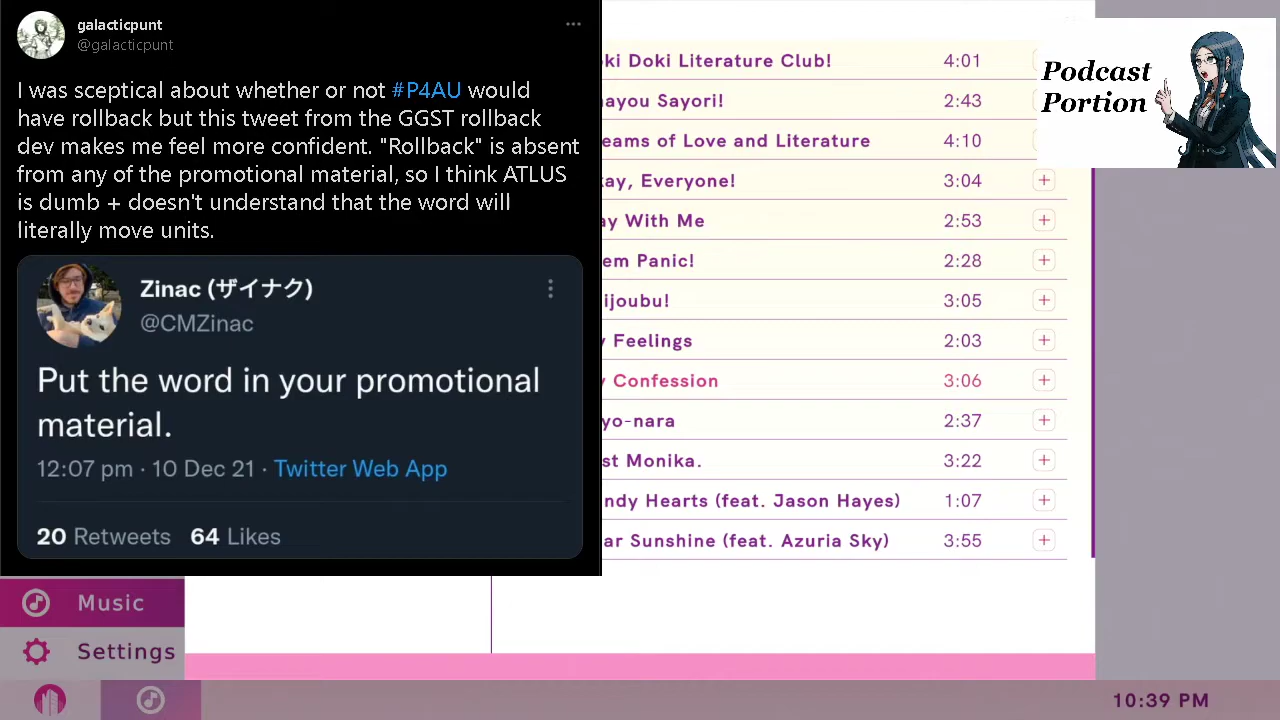 galacticpunt
@galacticpunt
I was sceptical about whether or not #P4AU would
have rollback but this tweet from the GGST rollback
dev makes me feel mor confident. "Rollback" is absent
from any of the promotional material, so I think ATLUS
is dumb + doesn't understand that the word will
literally move units.
Zinac (ザイナク)
@CMZinac
Put the word in your promotional
material.
12:07 pm · 10 Dec 21 · Twitter Web App
20 Retweets 64 Likes
ki Doki Literature Club! 4:01
ayou Sayori! 2:43
eams of Love and Literature 4:10
kay, Everyone! 3:04
ay With Me 2:53
em Panic! 2:28
ijoubu! 3:05
y Feelings 2:03
y Confession 3:06
yo-nara 2:37
st Monika. 3:22
ndy Hearts (feat. Jason Hayes) 1:07
ar Sunshine (feat. Azuria Sky) 3:55
Podcast
Portion
Music
Settings
10:39 PM